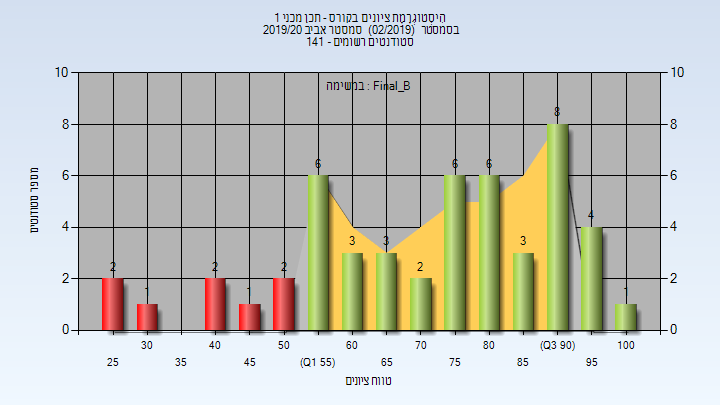 היסטוגרמת ציונים בקורס - תכן מכני 1
בסמסטר (02/2019) סמסטר אביב 2019/20
סטודנטים רשומים - 141
במשימה : Final_B
מספר סטודנטים
10 10
8 8
6 6
4 4
2 2
0 0
2 1 2 1 2 6 3 3 2 6 6 3 8 4 1
30 40 50 60 70 80 (Q3 90) 100
25 35 45 (Q1 55) 65 75 85 95
טווח ציונים